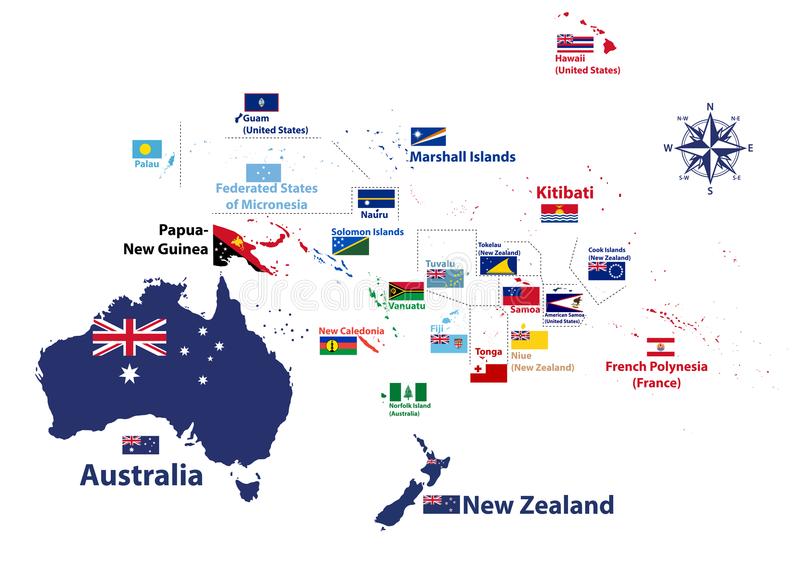 Hawaii
(United States)
Guam
(United States)
N
N-W
N-E
W
E
S-W
S-E
S
Palau
Marshall Islands
Federated States
of Micronesia
Kitibati
Nauru
Papua-
New Guinea
Solomon Islands
Tokelau
(New Zealand)
Cook Islands
(New Zealand)
Tuvalu
Vanuatu
Samoa
American Samoa
(United States)
New Caledonia
Fiji
Tonga
Niue
(New Zealand)
French Polynesia
(France)
Norfolk Island
(Australia)
Australia
New Zealand
dreamstime